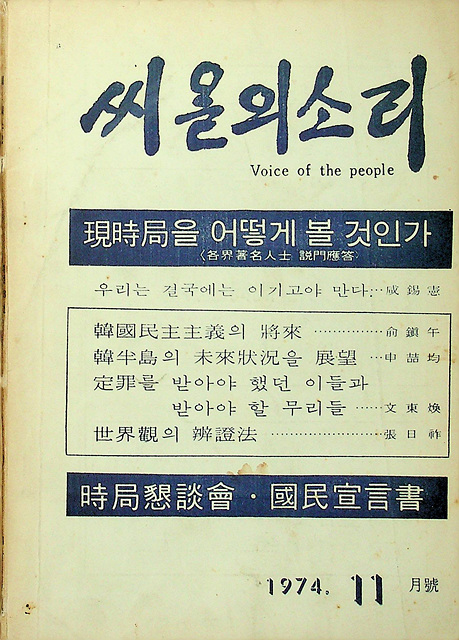 씨올의소리
Voice of the people
現時局을 어떻게 볼 것인가
〈各界著名人士 說門應答〉
우리는 결국에는 이기고야 만다…咸錫憲
韓國民主主義의 將來 ……………兪鎭午
韓半島의 未來狀況을 展望 …申喆均
定罪를 받아야 했던 이들과
받아야 할 무리들 ……文東煥
世界觀의 辨證法 ……………………張日祚
時局懇談會・國民宣言書
1974. 11 月號